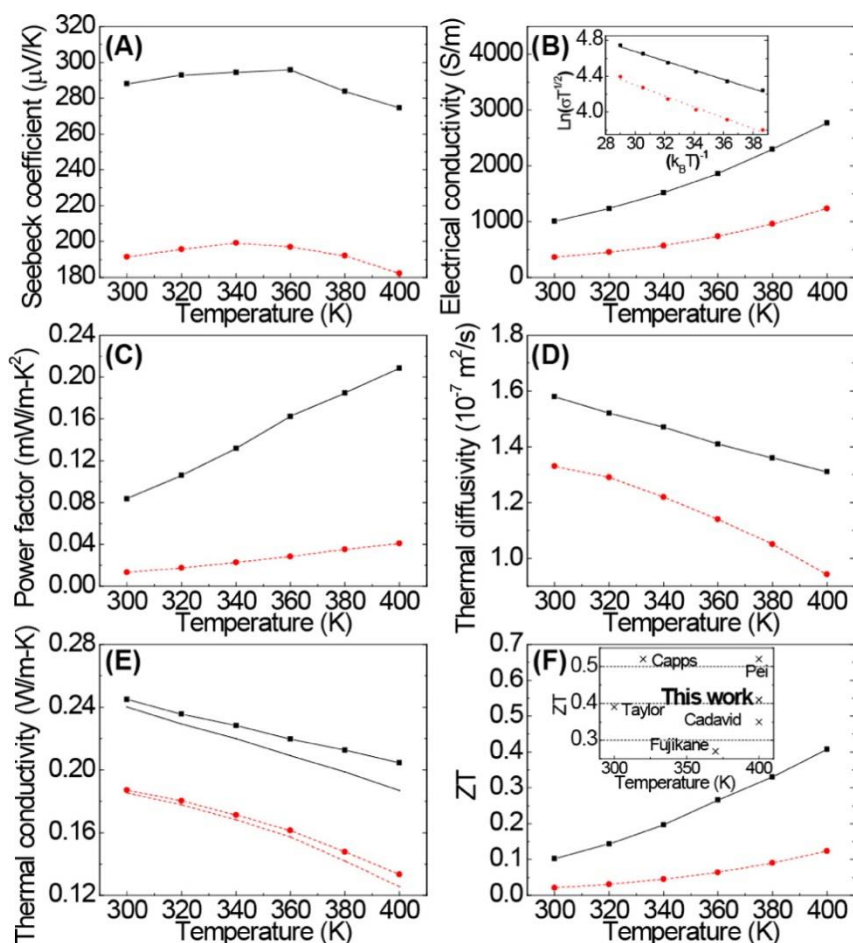 (A)
Seebeck coefficient (μV/K)
300
280
260
240
220
200
180
300 320 340 360 380 400
Temperature (K)
(B)
Electrical conductivity (S/m)
4000
3000
2000
1000
0
300 320 340 360 380 400
Temperature (K)
Ln(σT1/2)
4.8
4.4
4.0
30 32 34 36 38
(kBT)-1
(C)
Power factor (mW/m-K2)
0.24
0.20
0.16
0.12
0.08
0.04
0.00
300 320 340 360 380 400
Temperature (K)
(D)
Thermal diffusivity (10-7 m2/s)
1.8
1.6
1.4
1.2
1.0
300 320 340 360 380 400
Temperature (K)
(E)
Thermal conductivity (W/m-K)
0.28
0.24
0.20
0.16
0.12
300 320 340 360 380 400
Temperature (K)
(F)
ZT
0.7
0.6
0.5
0.4
0.3
0.2
0.1
0.0
300 320 340 360 380 400
Temperature (K)
ZT
0.5
0.4
0.3
Capps
Pei
This work
Taylor
Cadavid
Fujikane
300 350 400
Temperature (K)